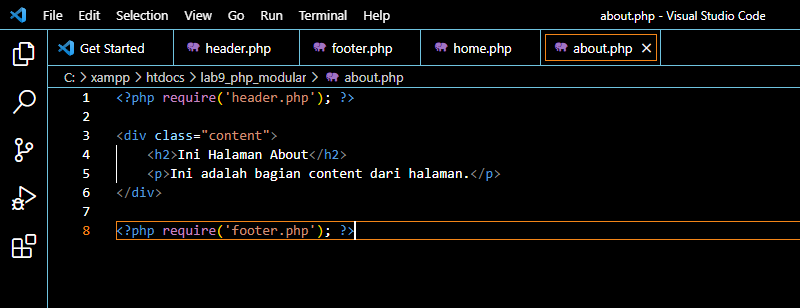 File Edit Selection View Go Run Terminal Help about.php - Visual Studio Code
Get Started header.php footer.php home.php about.php
C: > xampp > htdocs > lab9_php_modular > about.php
1 <?php require('header.php'); ?>
2
3 <div class="content">
4 <h2>Ini Halaman About</h2>
5 <p>Ini adalah bagian content dari halaman.</p>
6 </div>
7
8 <?php require('footer.php'); ?>